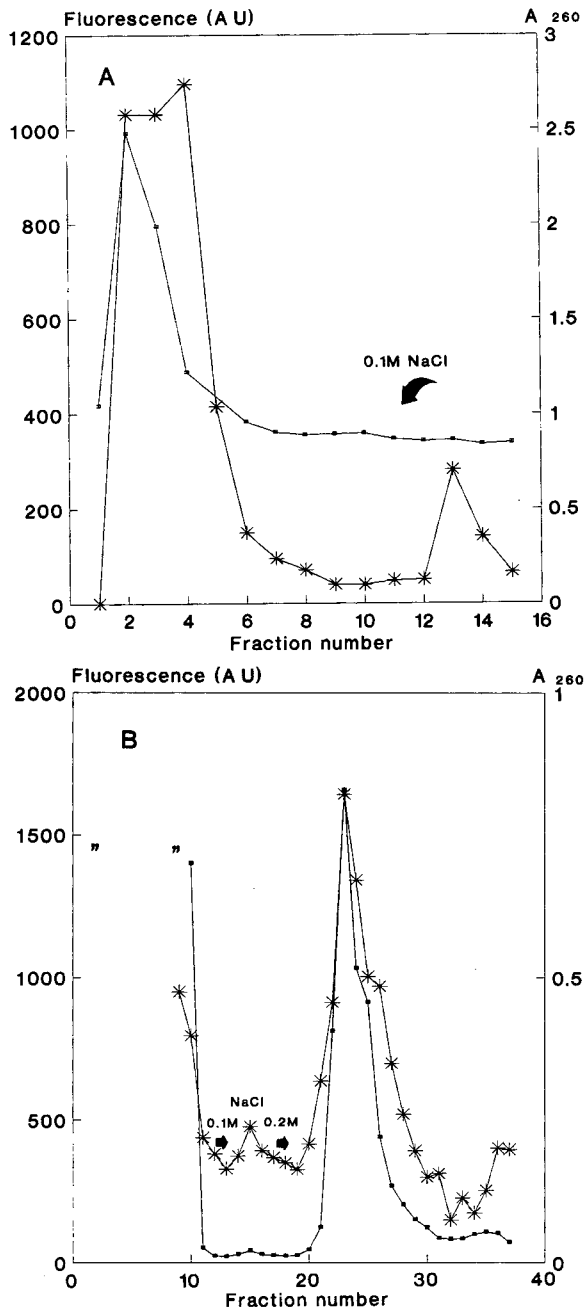 Fluorescence (A U) A 260
1200 3
A
1000 2.5
800 2
600 1.5
0.1M NaCl
400 1
200 0.5
0 0
0 2 4 6 8 10 12 14 16
Fraction number
Fluorescence (A U) A 260
2000 1
B
1500
" "
1000 0.5
NaCl
0.1M 0.2M
500
0 0
0 10 20 30 40
Fraction number